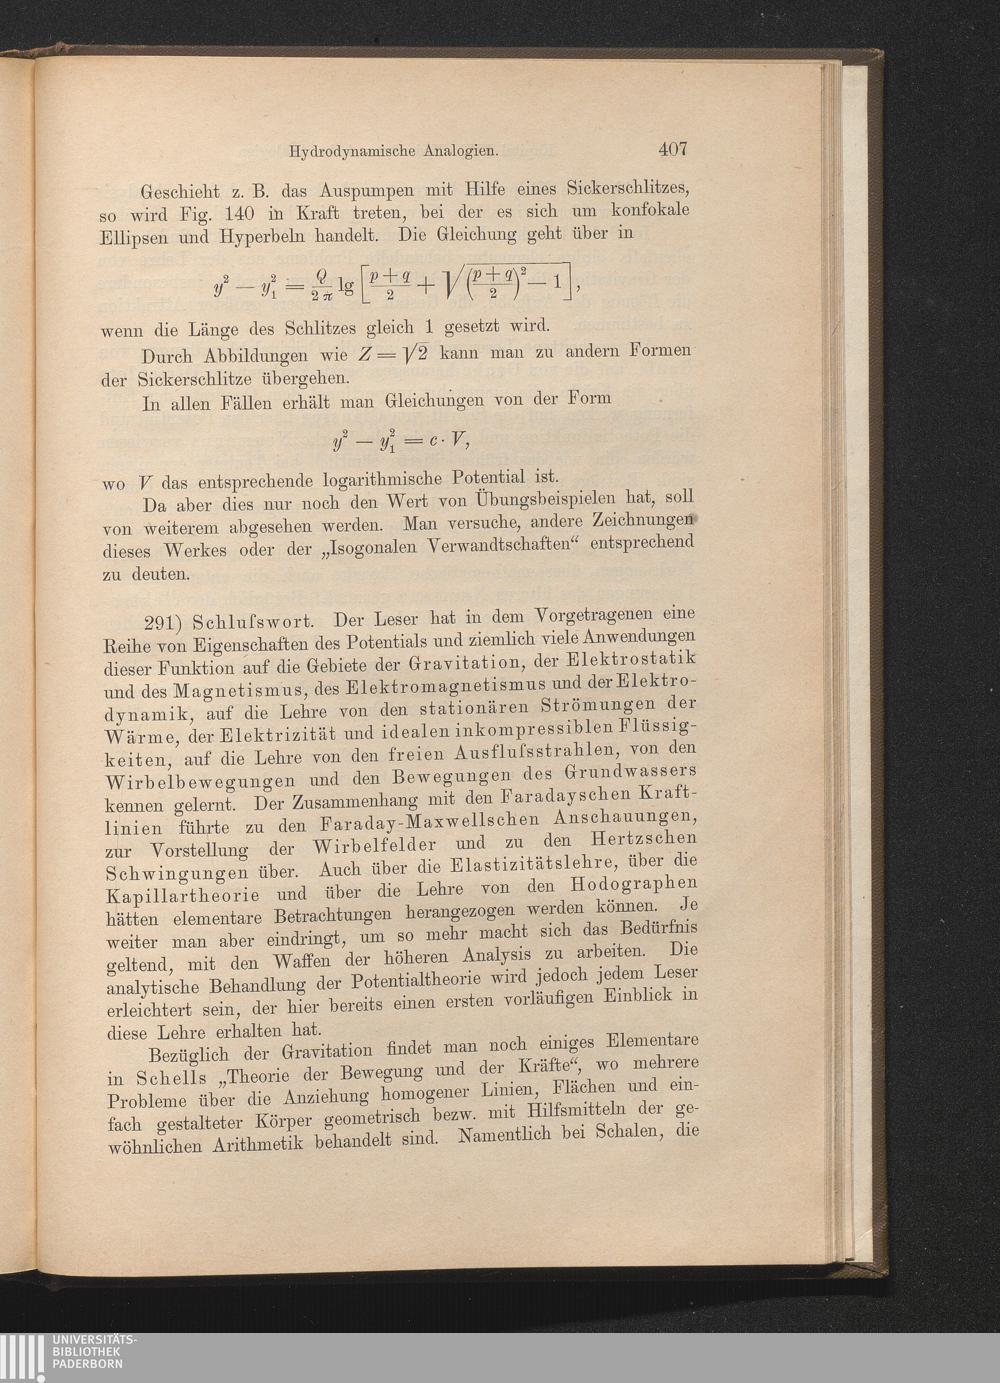 Hydrodynamische Analogien. 407
Geschieht z. B. das Auspumpen mit Hilfe eines Sickerschlitzes,
so wird Fig. 140 in Kraft treten, bei der es sich um konfokale
Ellipsen und Hyperbeln handelt. Die Gleichung geht über in
y² — y₁² = Q/2π lg [(p + q)/2 + √(((p + q)/2)² — 1)],
wenn die Länge des Schlitzes gleich 1 gesetzt wird.
Durch Abbildungen wie Z = √2 kann man zu andern Formen
der Sickerschlitze übergehen.
In allen Fällen erhält man Gleichungen von der Form
y² — y₁² = c · V,
wo V das entsprechende logarithmische Potential ist.
Da aber dies nur noch den Wert von Übungsbeispielen hat, soll
von weiterem abgesehen werden. Man versuche, andere Zeichnungen
dieses Werkes oder der „Isogonalen Verwandtschaften“ entsprechend
zu deuten.
291) Schlufswort. Der Leser hat in dem Vorgetragenen eine
Reihe von Eigenschaften des Potentials und ziemlich viele Anwendungen
dieser Funktion auf die Gebiete der Gravitation, der Elektrostatik
und des Magnetismus, des Elektromagnetismus und der Elektro-
dynamik, auf die Lehre von den stationären Strömungen der
Wärme, der Elektrizität und idealen inkompressiblen Flüssig-
keiten, auf die Lehre von den freien Ausflufsstrahlen, von den
Wirbelbewegungen und den Bewegungen des Grundwassers
kennen gelernt. Der Zusammenhang mit den Faradayschen Kraft-
linien führte zu den Faraday-Maxwellschen Anschauungen,
zur Vorstellung der Wirbelfelder und zu den Hertzschen
Schwingungen über. Auch über die Elastizitätslehre, über die
Kapillartheorie und über die Lehre von den Hodographen
hätten elementare Betrachtungen herangezogen werden können. Je
weiter man aber eindringt, um so mehr macht sich das Bedürfnis
geltend, mit den Waffen der höheren Analysis zu arbeiten. Die
analytische Behandlung der Potentialtheorie wird jedoch jedem Leser
erleichtert sein, der hier bereits einen ersten vorläufigen Einblick in
diese Lehre erhalten hat.
Bezüglich der Gravitation findet man noch einiges Elementare
in Schells „Theorie der Bewegung und der Kräfte“, wo mehrere
Probleme über die Anziehung homogener Linien, Flächen und ein-
fach gestalteter Körper geometrisch bezw. mit Hilfsmitteln der ge-
wöhnlichen Arithmetik behandelt sind. Namentlich bei Schalen, die
UNIVERSITÄTS-
BIBLIOTHEK
PADERBORN